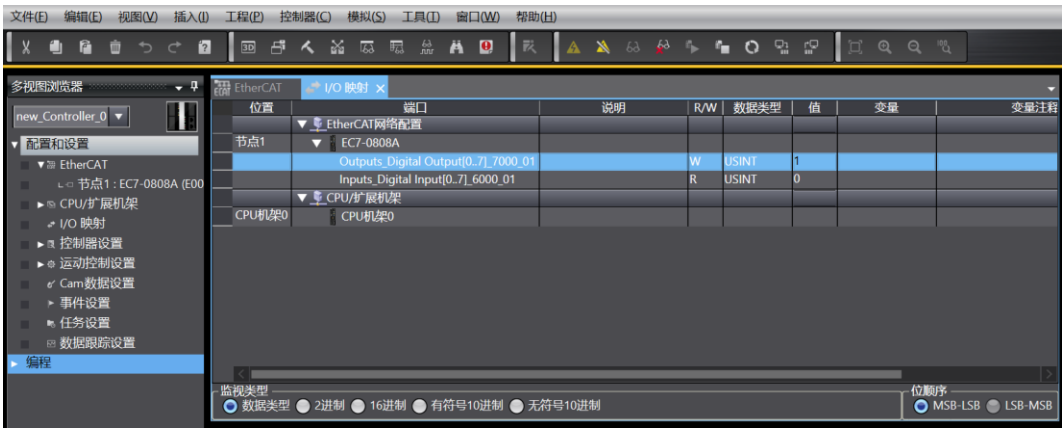 文件(F) 编辑(E) 视图(V) 插入(I) 工程(P) 控制器(C) 模拟(S) 工具(T) 窗口(W) 帮助(H)
3D
多视图浏览器
new_Controller_0
配置和设置
EtherCAT
节点1 : EC7-0808A (E00
CPU/扩展机架
I/O 映射
控制器设置
运动控制设置
Cam数据设置
事件设置
任务设置
数据跟踪设置
编程
EtherCAT I/O 映射
位置 端口 说明 R/W 数据类型 值 变量 变量注释
EtherCAT网络配置
节点1 EC7-0808A
Outputs_Digital Output[0..7]_7000_01 W USINT 1
Inputs_Digital Input[0..7]_6000_01 R USINT 0
CPU/扩展机架
CPU机架0 CPU机架0
监视类型
数据类型 2进制 16进制 有符号10进制 无符号10进制
位顺序
MSB-LSB LSB-MSB